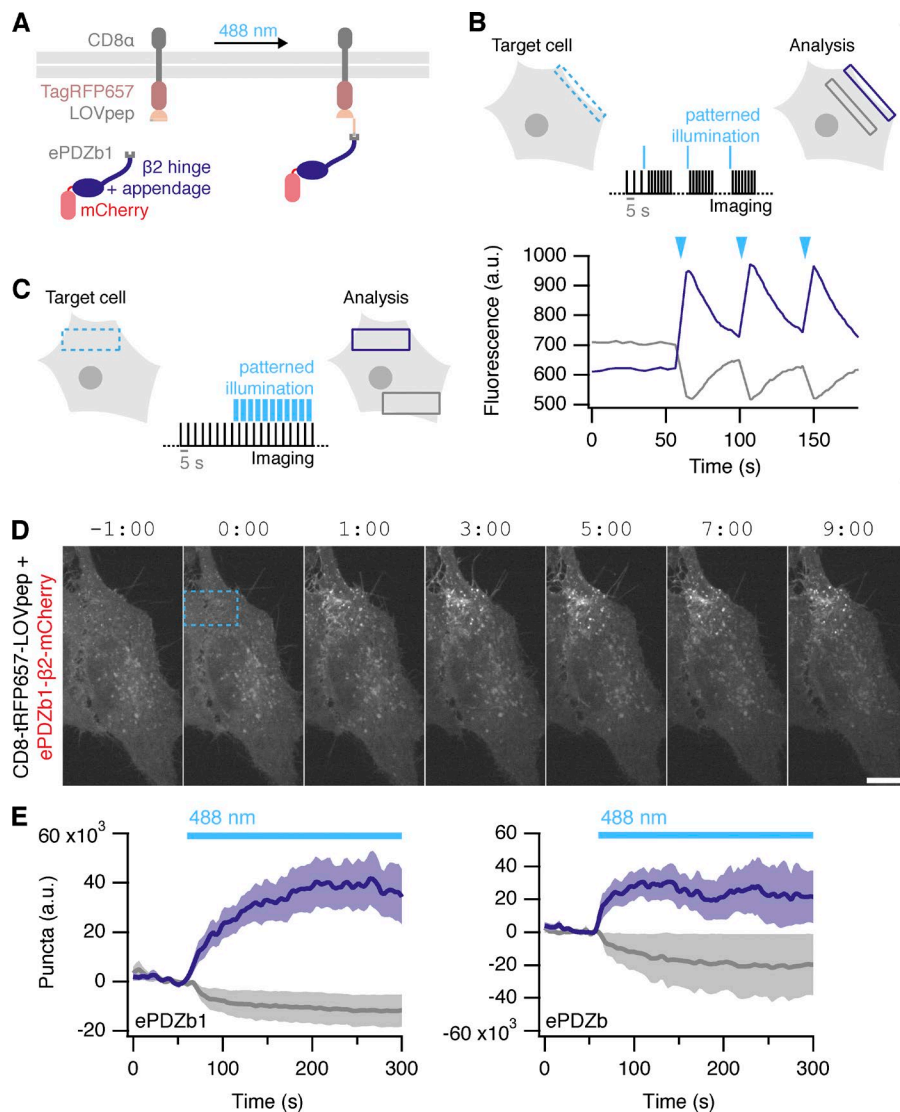 A
CD8α
488 nm
TagRFP657
LOVpep
ePDZb1
β2 hinge
+ appendage
mCherry
B
Target cell
Analysis
patterned
illumination
5 s
Imaging
Fluorescence (a.u.)
1000
900
800
700
600
500
0
50
100
150
Time (s)
C
Target cell
Analysis
patterned
illumination
5 s
Imaging
D
-1:00
0:00
1:00
3:00
5:00
7:00
9:00
CD8-tRFP657-LOVpep +
ePDZb1-β2-mCherry
E
488 nm
60 x10³
40
20
0
-20
Puncta (a.u.)
ePDZb1
0
100
200
300
Time (s)
488 nm
60
40
20
0
-20
-40
-60 x10³
ePDZb
0
100
200
300
Time (s)